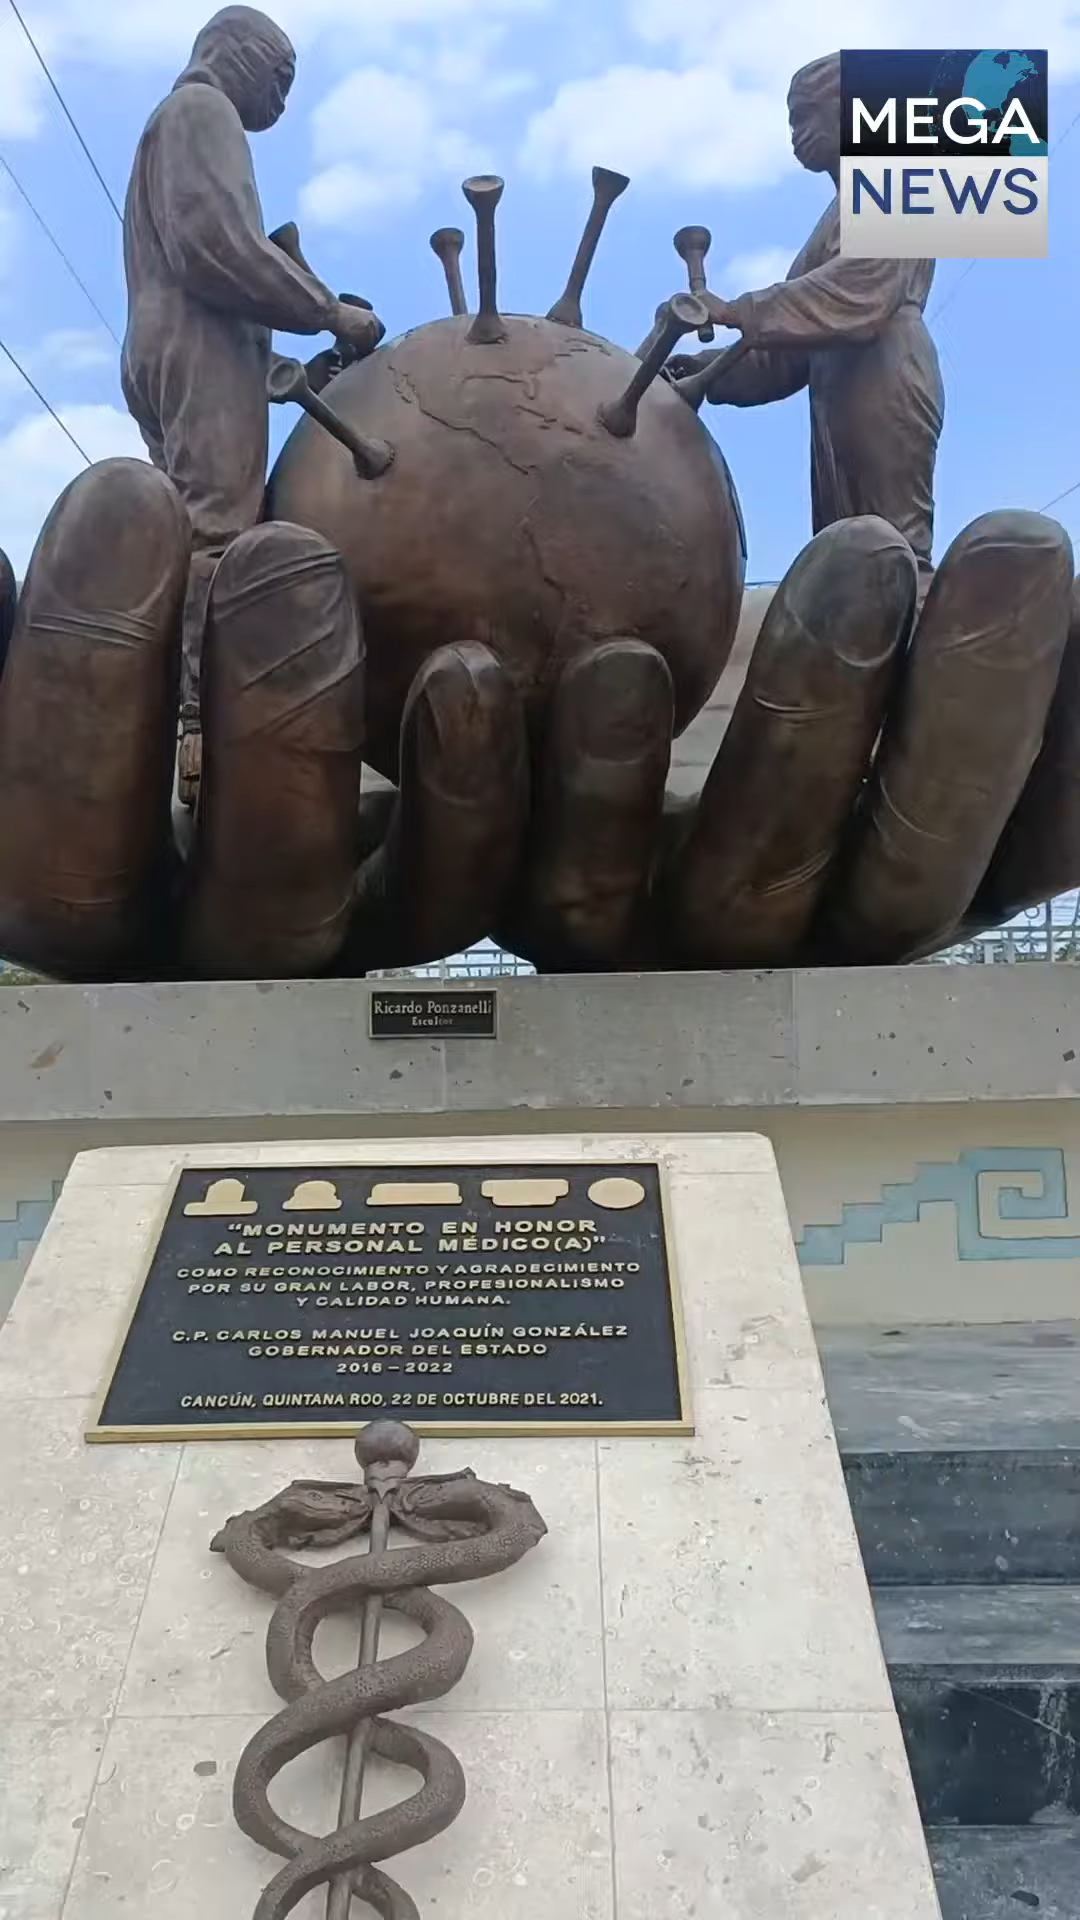 MEGA
NEWS
Ricardo Ponzanelli
Escultor
"MONUMENTO EN HONOR
AL PERSONAL MÉDICO(A)"
COMO RECONOCIMIENTO Y AGRADECIMIENTO
POR SU GRAN LABOR, PROFESIONALISMO
Y CALIDAD HUMANA.
C.P. CARLOS MANUEL JOAQUÍN GONZÁLEZ
GOBERNADOR DEL ESTADO
2016 – 2022
CANCÚN, QUINTANA ROO, 22 DE OCTUBRE DEL 2021.